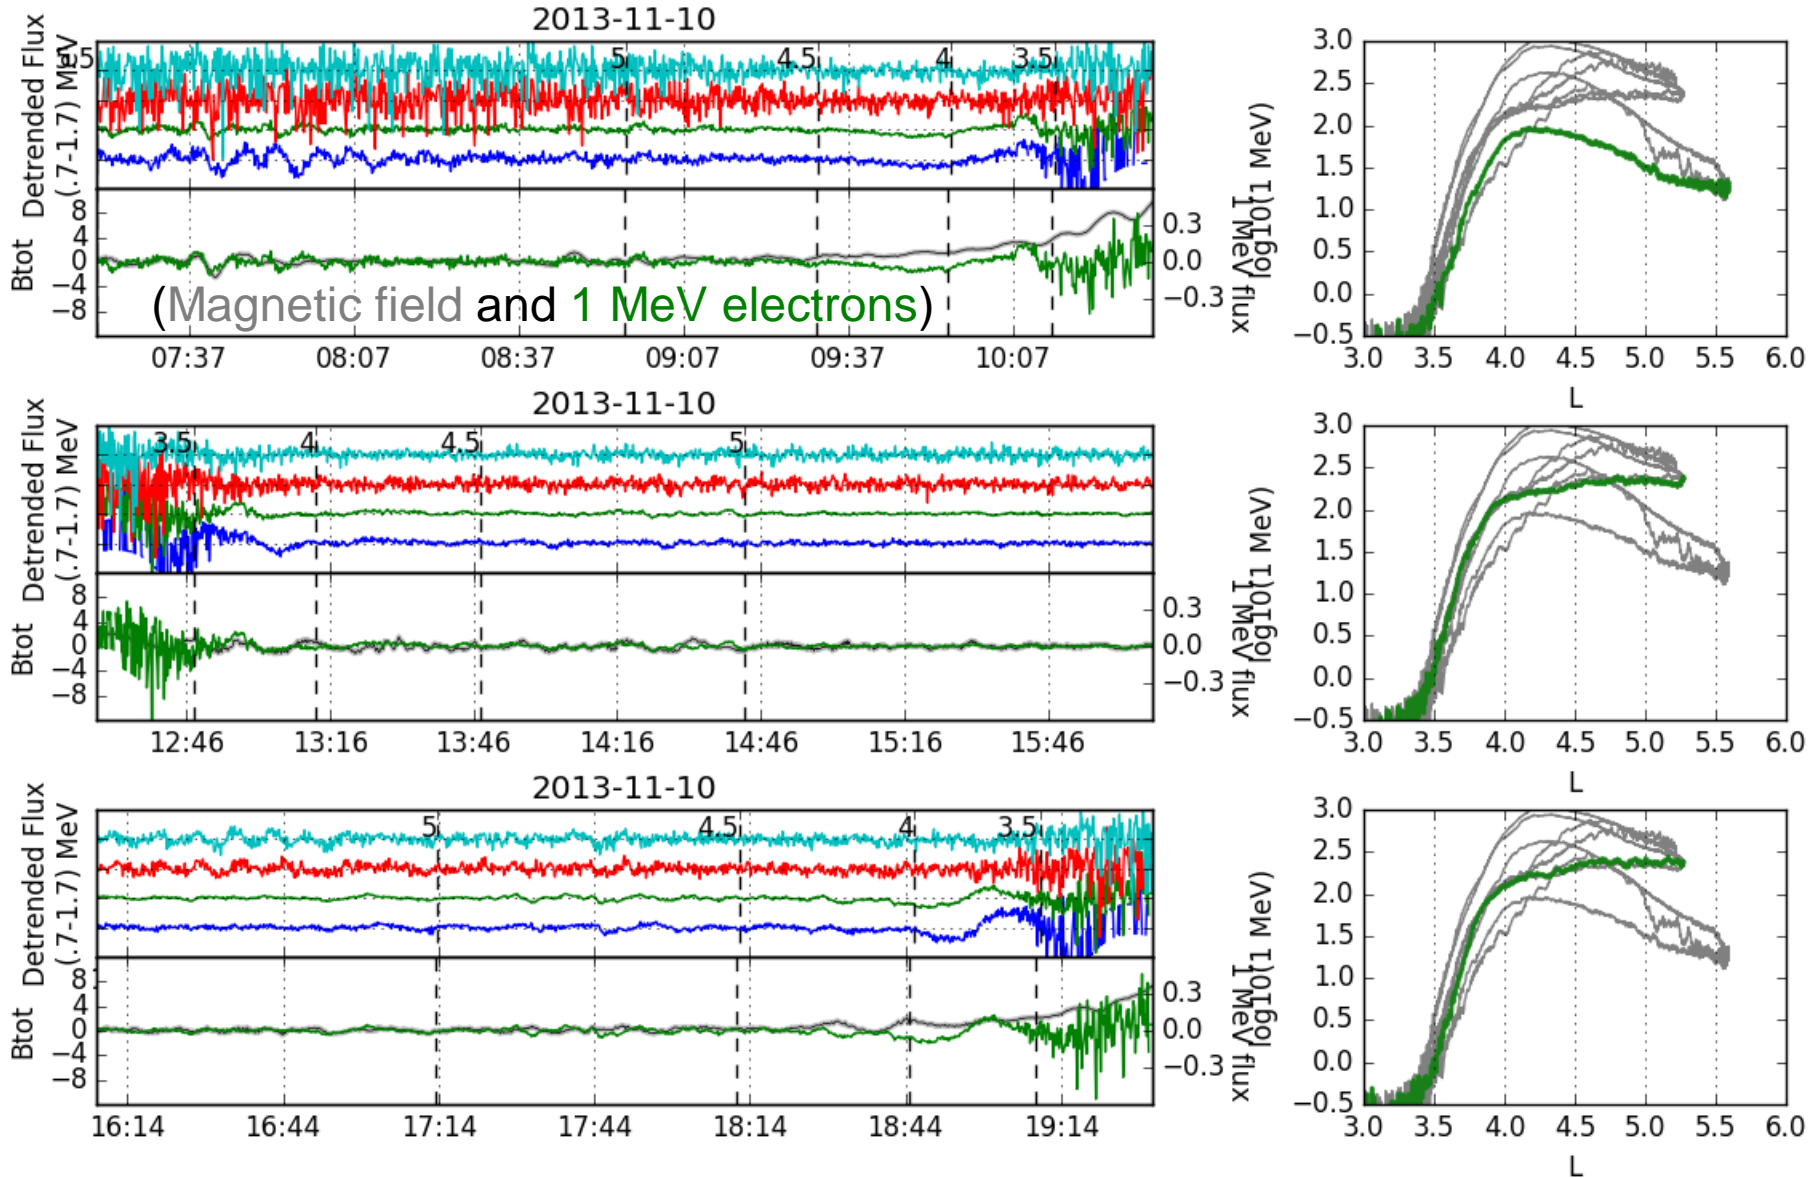 2013-11-10
Detrended Flux
(.7-1.7) MeV
5.5 5 4.5 4 3.5
Btot
8
4
0
−4
−8
(Magnetic field and 1 MeV electrons)
0.3
0.0
−0.3
1 MeV flux
07:37 08:07 08:37 09:07 09:37 10:07
log10(1 MeV)
3.0
2.5
2.0
1.5
1.0
0.5
0.0
−0.5
3.0 3.5 4.0 4.5 5.0 5.5 6.0
L
2013-11-10
Detrended Flux
(.7-1.7) MeV
3.5 4 4.5 5
Btot
8
4
0
−4
−8
0.3
0.0
−0.3
1 MeV flux
12:46 13:16 13:46 14:16 14:46 15:16 15:46
log10(1 MeV)
3.0
2.5
2.0
1.5
1.0
0.5
0.0
−0.5
3.0 3.5 4.0 4.5 5.0 5.5 6.0
L
2013-11-10
Detrended Flux
(.7-1.7) MeV
5 4.5 4 3.5
Btot
8
4
0
−4
−8
0.3
0.0
−0.3
1 MeV flux
16:14 16:44 17:14 17:44 18:14 18:44 19:14
log10(1 MeV)
3.0
2.5
2.0
1.5
1.0
0.5
0.0
−0.5
3.0 3.5 4.0 4.5 5.0 5.5 6.0
L